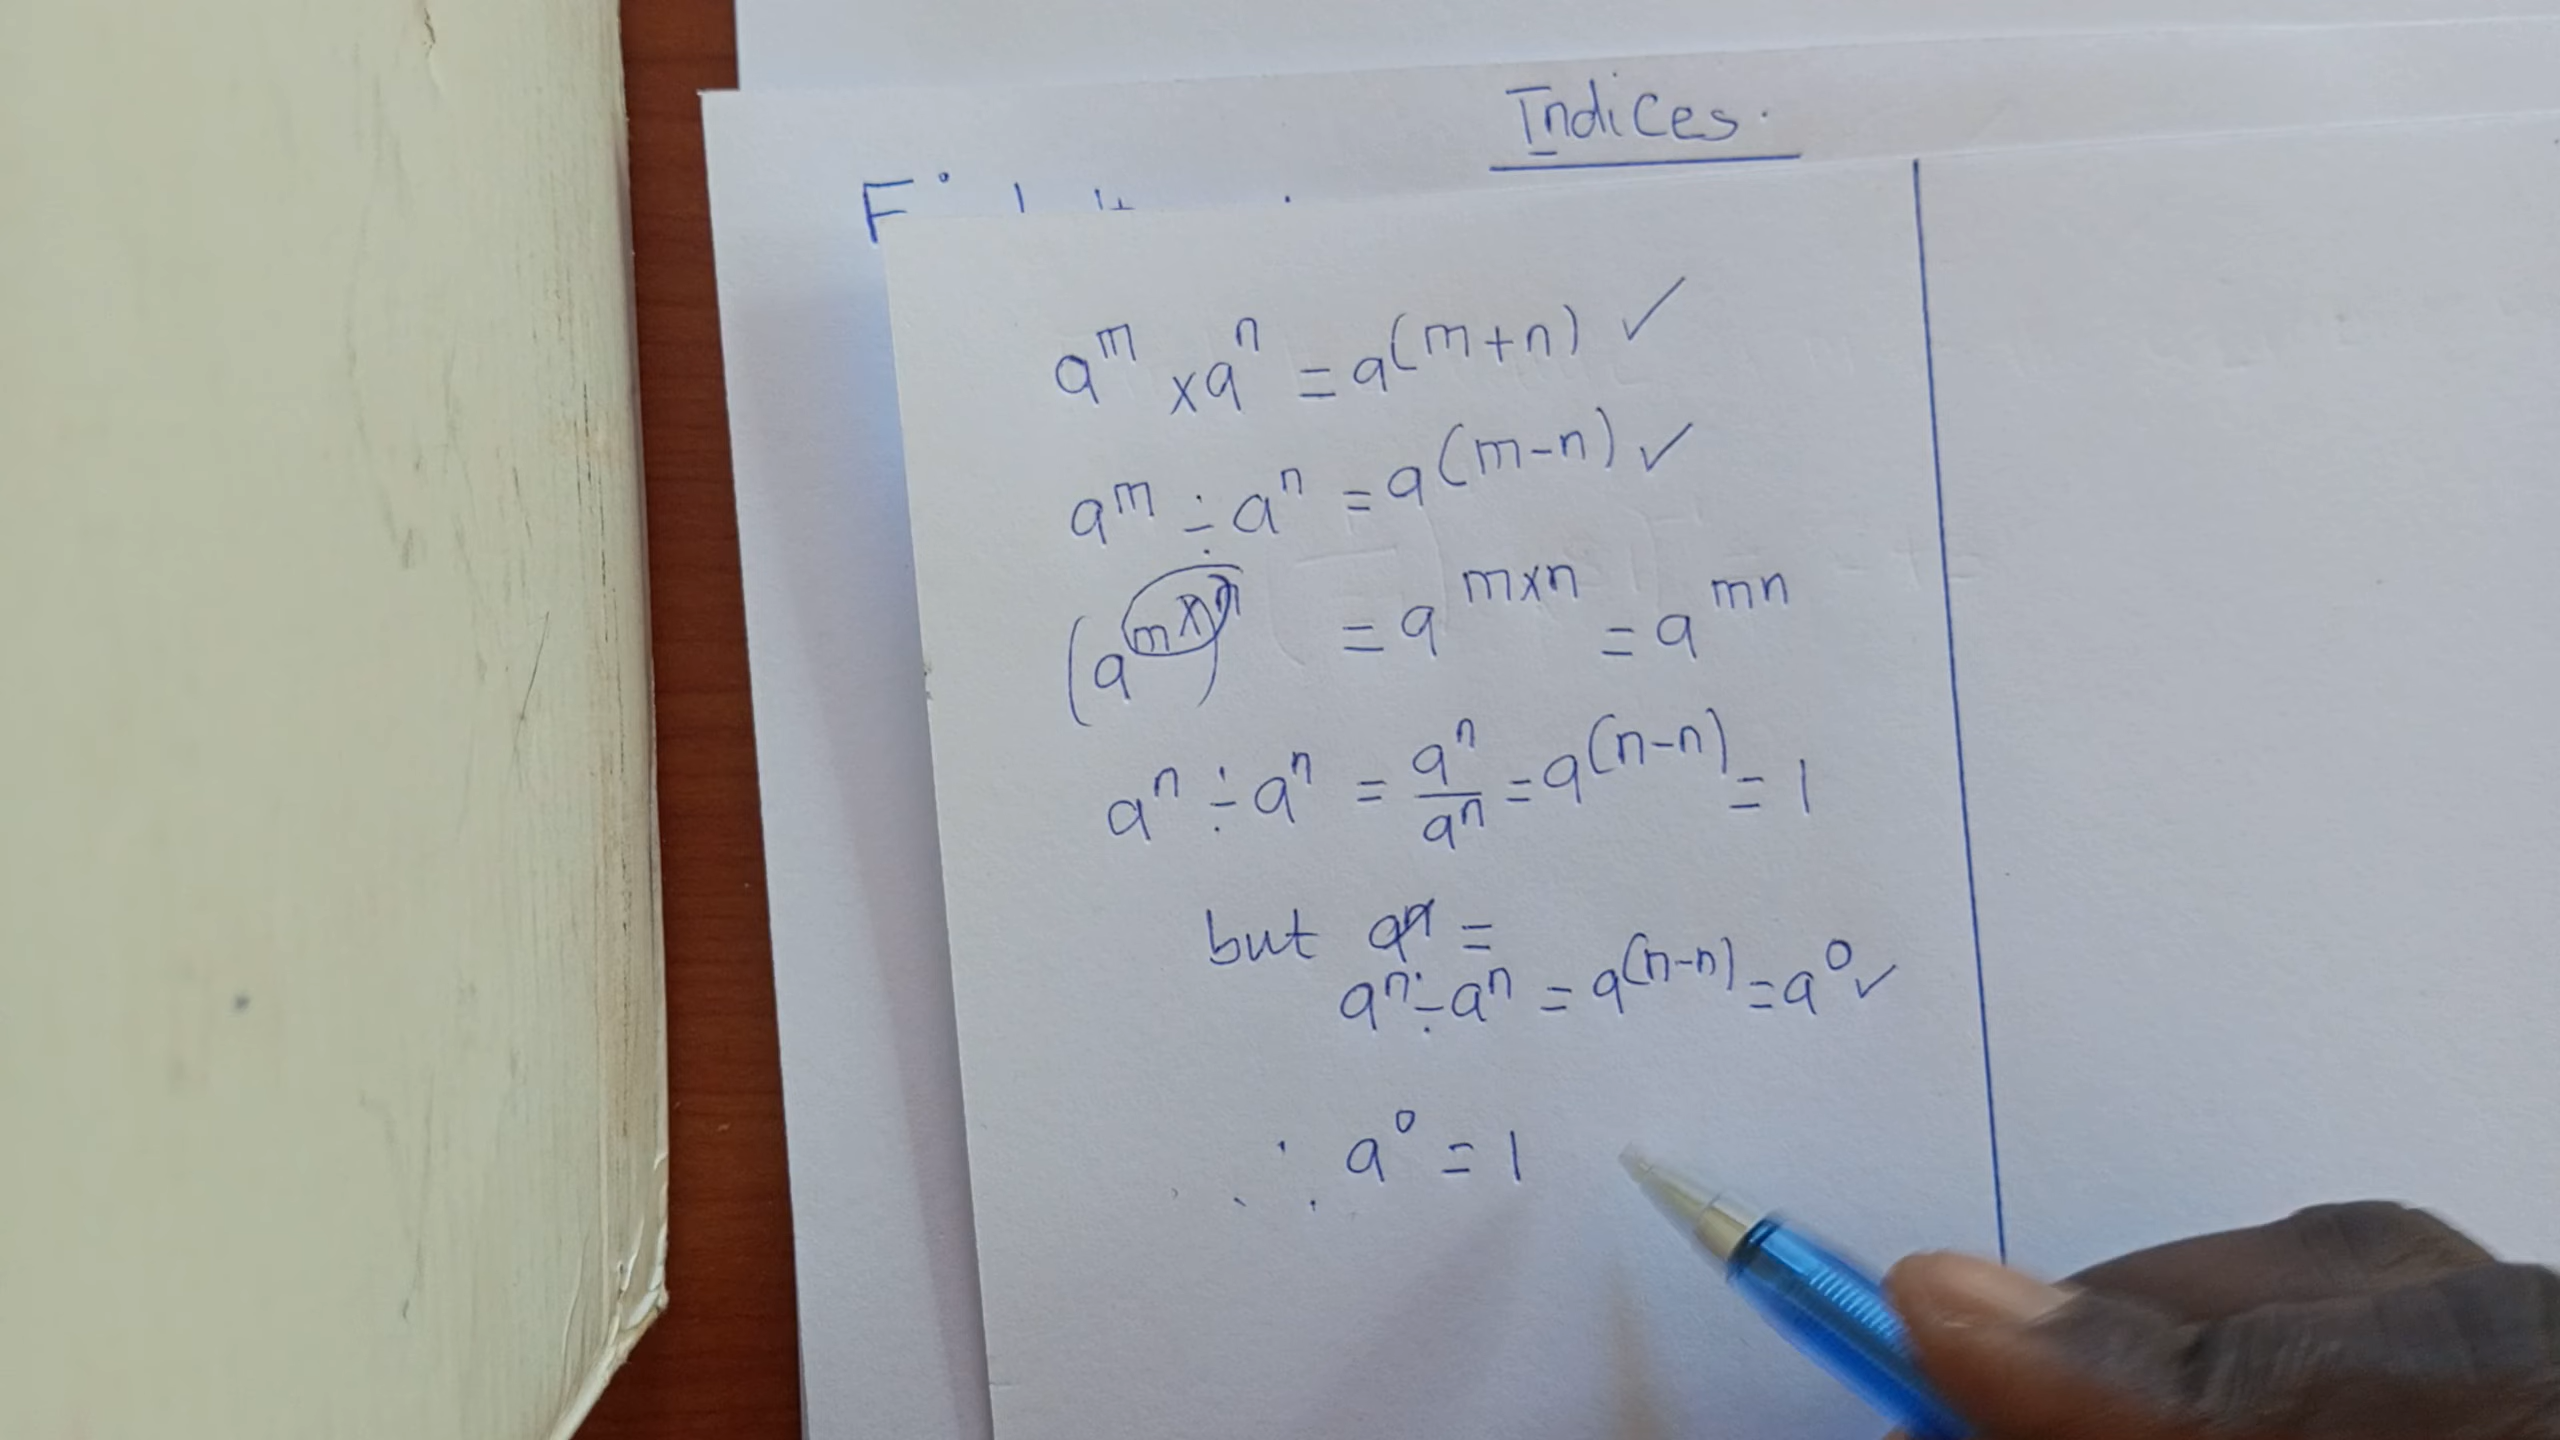 Indices.
a^m × a^n = a^(m+n) ✓
a^m ÷ a^n = a^(m-n) ✓
(a^m×)^n = a^m×n = a^mn
a^n ÷ a^n = a^n/a^n = a^(n-n) = 1
but =
a^n ÷ a^n = a^(n-n) = a^0 ✓
∴ a^0 = 1